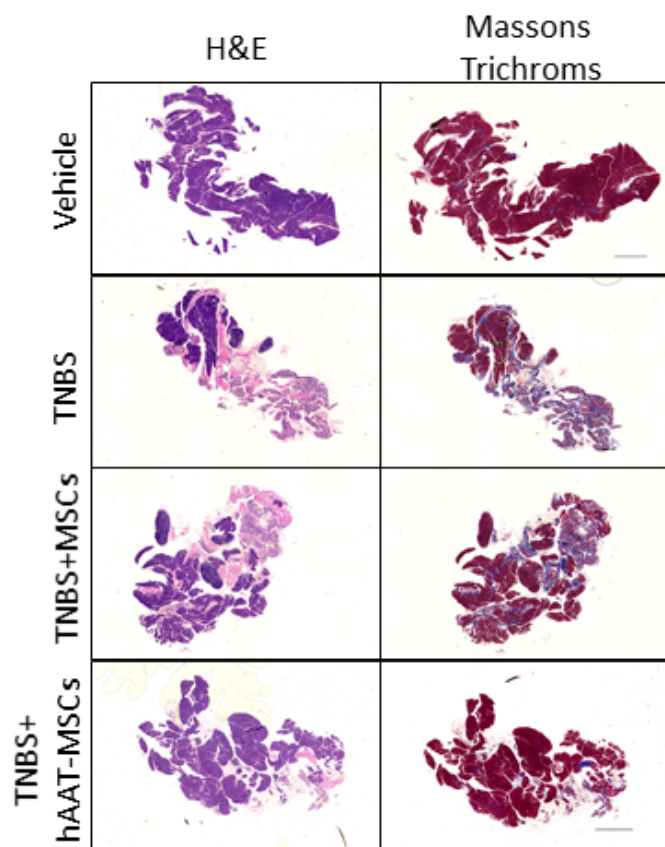 H&E
Massons
Trichroms
Vehicle
TNBS
TNBS+MSCs
TNBS+
hAAT-MSCs